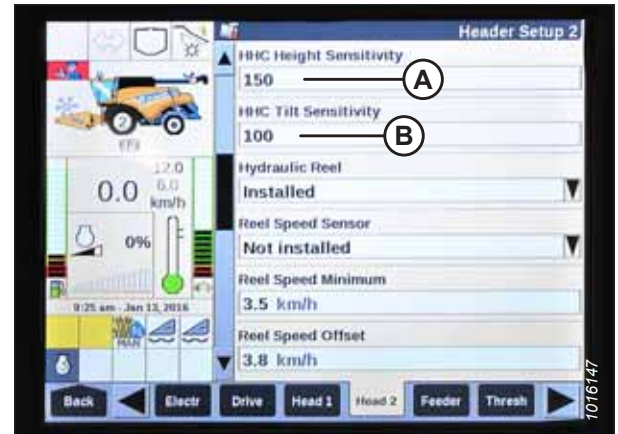 Header Setup 2
HHC Height Sensitivity
150
A
HHC Tilt Sensitivity
100
B
Hydraulic Reel
Installed
Reel Speed Sensor
Not installed
Reel Speed Minimum
3.5 km/h
Reel Speed Offset
3.8 km/h
12.0
6.0
0.0 km/h
0%
9:25 am - Jan 13, 2016
MAN
Back
Electr
Drive
Head 1
Head 2
Feeder
Thresh
1016147